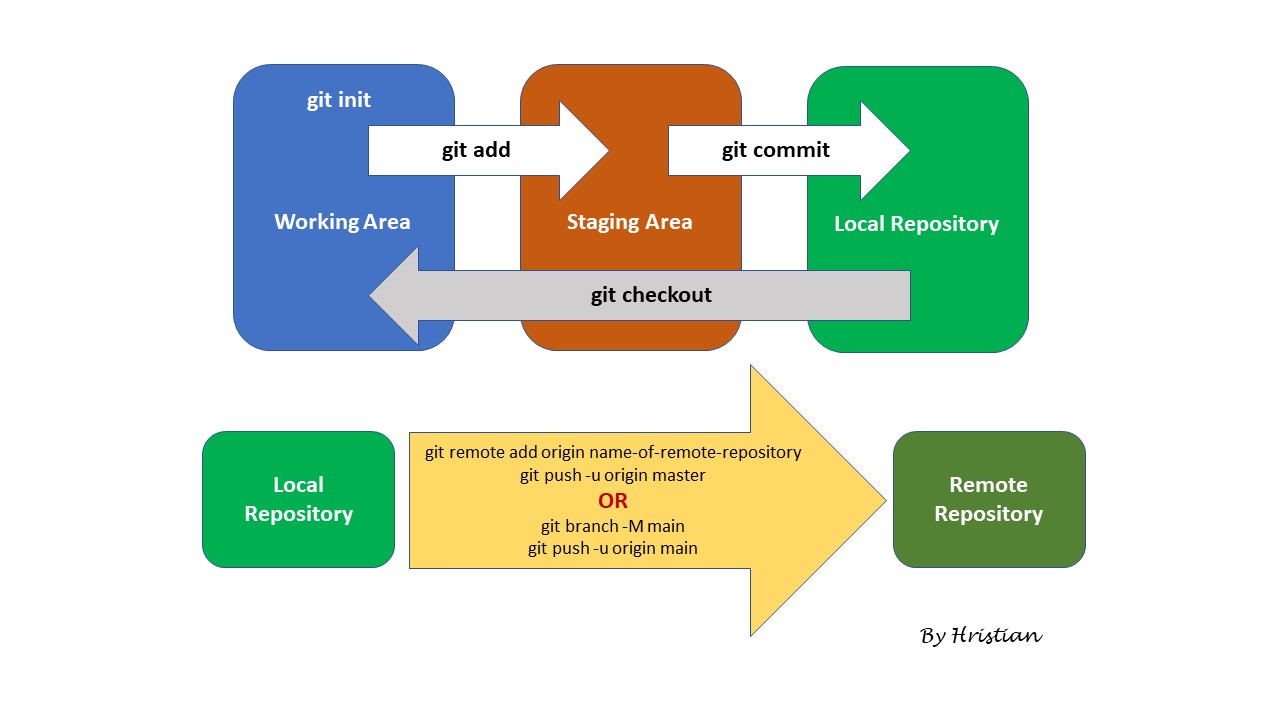 git init
git add
git commit
Working Area
Staging Area
Local Repository
git checkout
Local
Repository
git remote add origin name-of-remote-repository
git push -u origin master
OR
git branch -M main
git push -u origin main
Remote
Repository
By Hristian